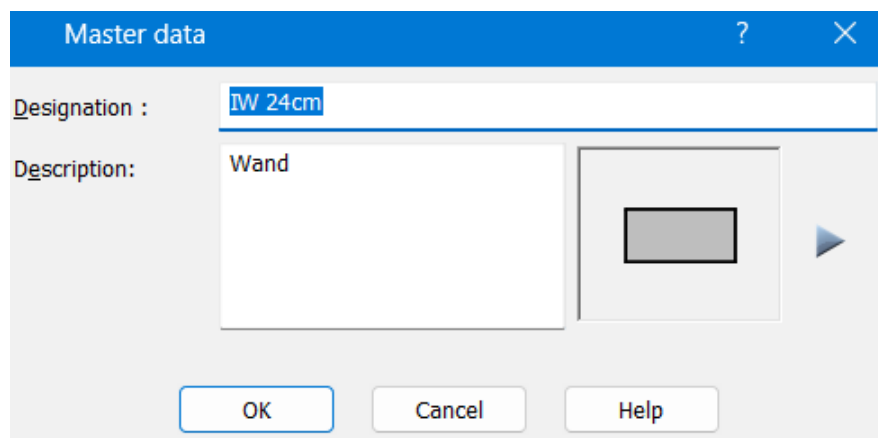 Master data ?
Designation : IW 24cm
Description: Wand
OK Cancel Help